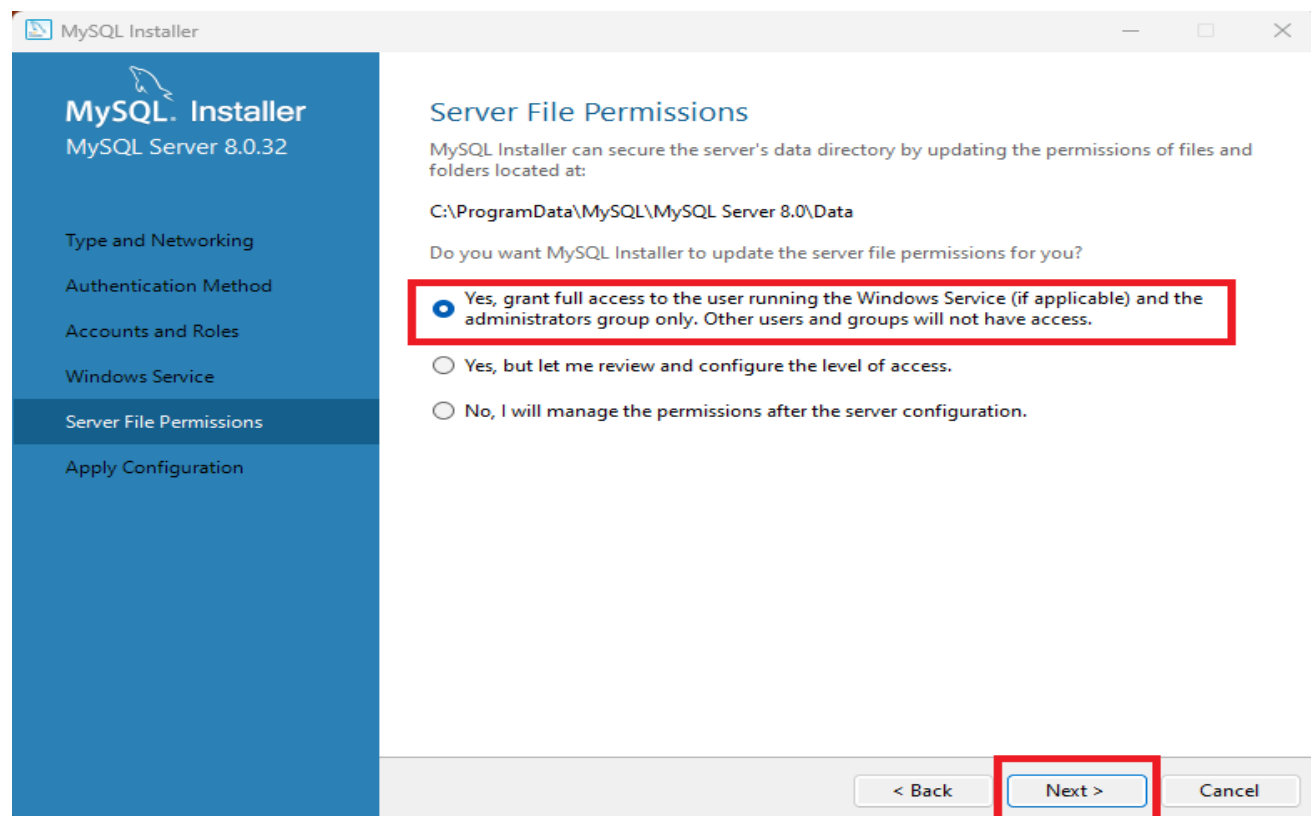 MySQL Installer
MySQL. Installer
MySQL Server 8.0.32
Type and Networking
Authentication Method
Accounts and Roles
Windows Service
Server File Permissions
Apply Configuration
Server File Permissions
MySQL Installer can secure the server's data directory by updating the permissions of files and
folders located at:
C:\ProgramData\MySQL\MySQL Server 8.0\Data
Do you want MySQL Installer to update the server file permissions for you?
Yes, grant full access to the user running the Windows Service (if applicable) and the
administrators group only. Other users and groups will not have access.
Yes, but let me review and configure the level of access.
No, I will manage the permissions after the server configuration.
< Back
Next >
Cancel